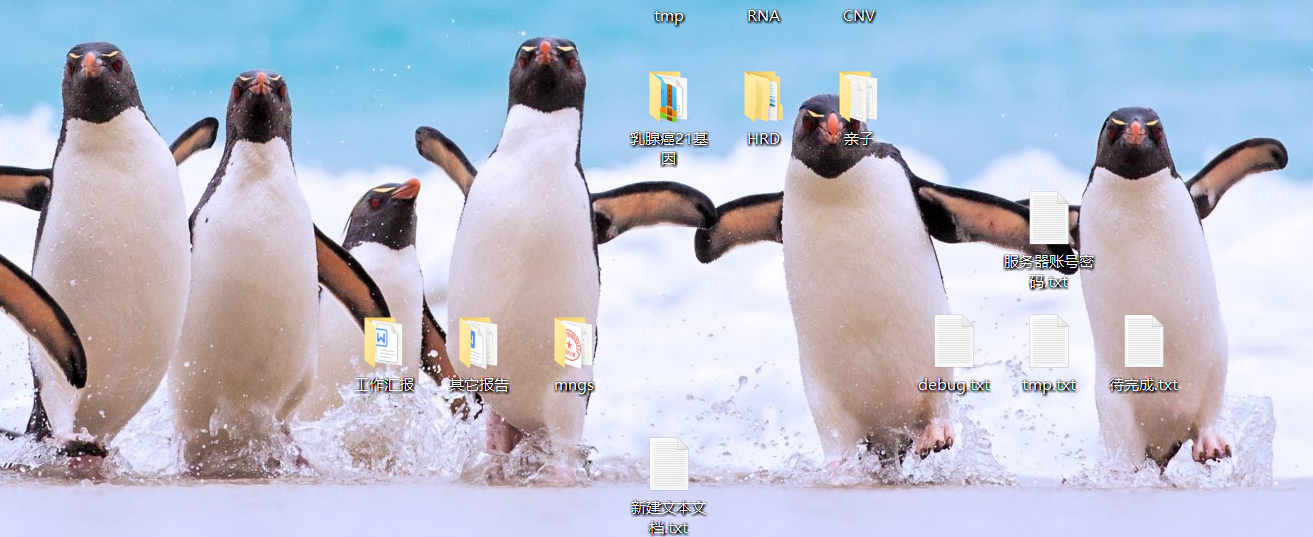 tmp
RNA
CNV
乳腺癌21基
因
HRD
亲子
服务器账号密
码.txt
工作汇报
其它报告
mngs
debug.txt
tmp.txt
待完成.txt
新建文本文
档.txt